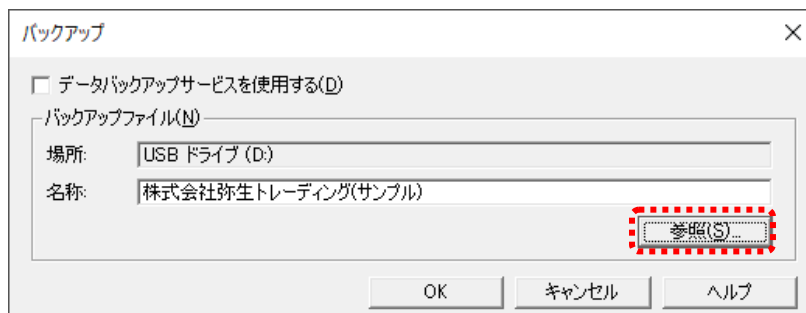 バックアップ
データバックアップサービスを使用する(D)
バックアップファイル(N)
場所: USB ドライブ (D:)
名称: 株式会社弥生トレーディング(サンプル)
参照(S)...
OK キャンセル ヘルプ